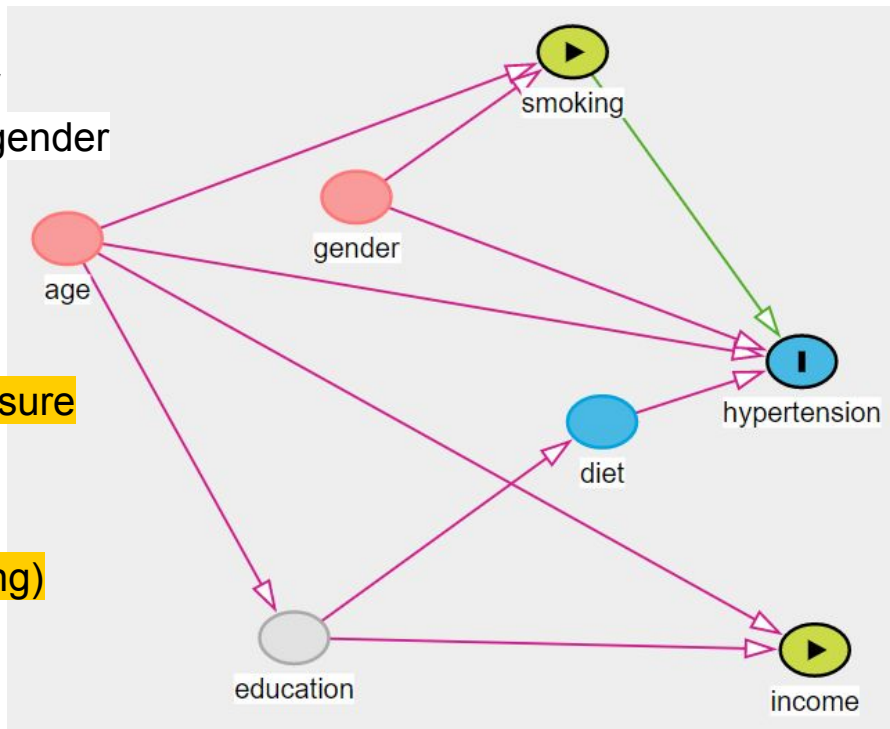 smoking
gender
gender
age
sure
hypertension
diet
ng)
education
income